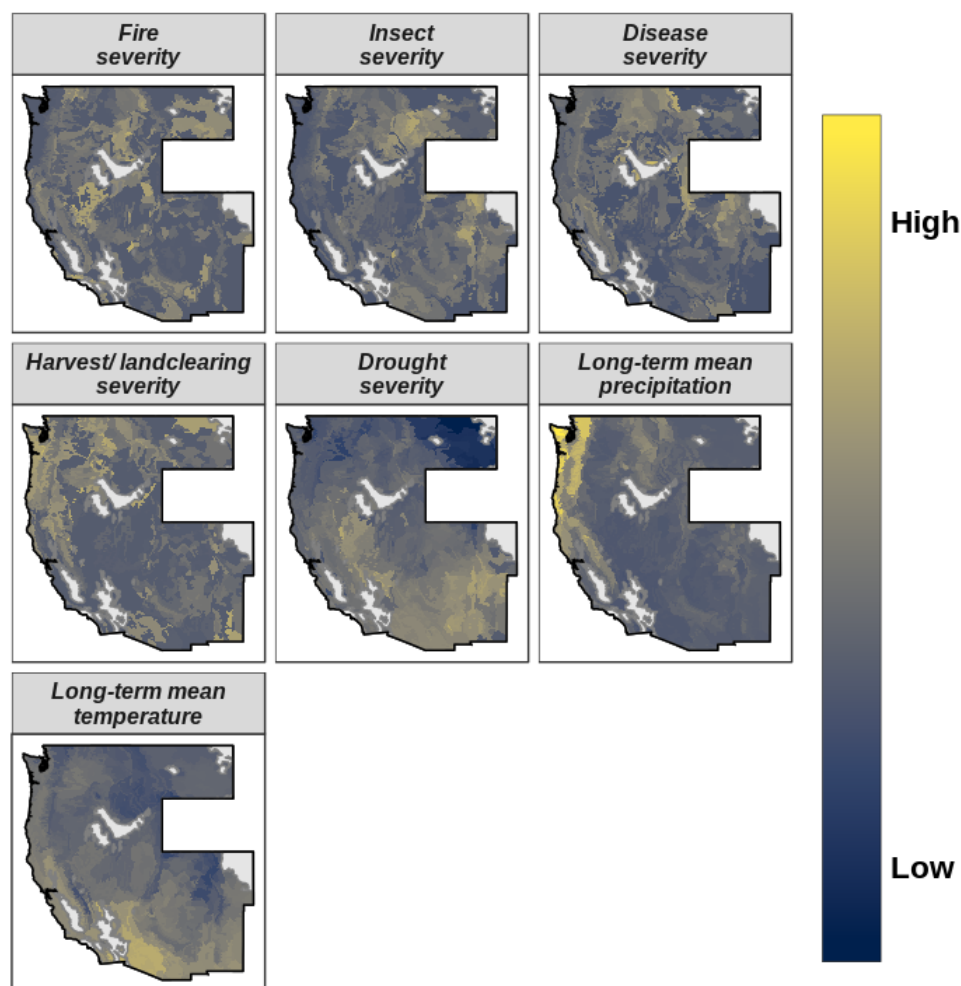 Fire
severity
Insect
severity
Disease
severity
Harvest/ landclearing
severity
Drought
severity
Long-term mean
precipitation
Long-term mean
temperature
High
Low